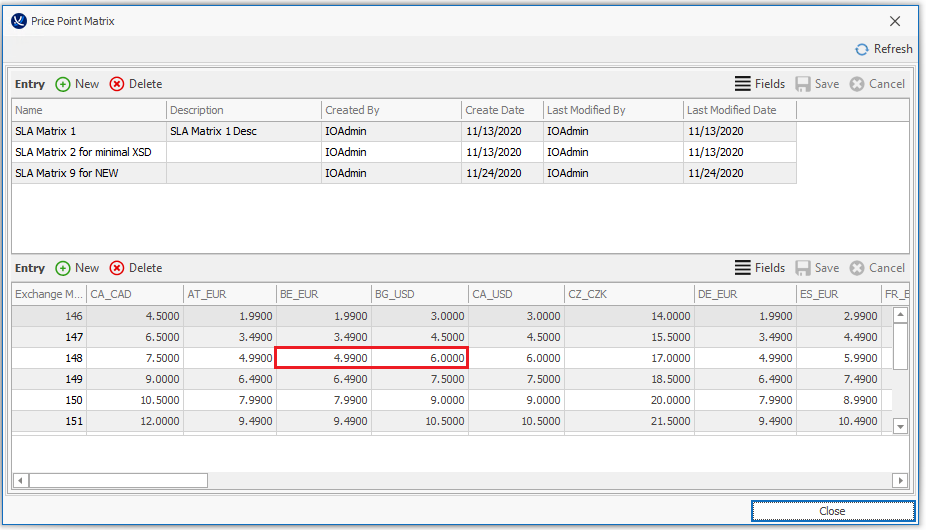 Price Point Matrix
Refresh
Entry New Delete Fields Save Cancel
Name Description Created By Create Date Last Modified By Last Modified Date
SLA Matrix 1 SLA Matrix 1 Desc IOAdmin 11/13/2020 IOAdmin 11/13/2020
SLA Matrix 2 for minimal XSD IOAdmin 11/13/2020 IOAdmin 11/13/2020
SLA Matrix 9 for NEW IOAdmin 11/24/2020 IOAdmin 11/24/2020
Entry New Delete Fields Save Cancel
Exchange M... CA_CAD AT_EUR BE_EUR BG_USD CA_USD CZ_CZK DE_EUR ES_EUR FR_E
146 4.5000 1.9900 1.9900 3.0000 3.0000 14.0000 1.9900 2.9900
147 6.5000 3.4900 3.4900 4.5000 4.5000 15.5000 3.4900 4.4900
148 7.5000 4.9900 4.9900 6.0000 6.0000 17.0000 4.9900 5.9900
149 9.0000 6.4900 6.4900 7.5000 7.5000 18.5000 6.4900 7.4900
150 10.5000 7.9900 7.9900 9.0000 9.0000 20.0000 7.9900 8.9900
151 12.0000 9.4900 9.4900 10.5000 10.5000 21.5000 9.4900 10.4900
Close